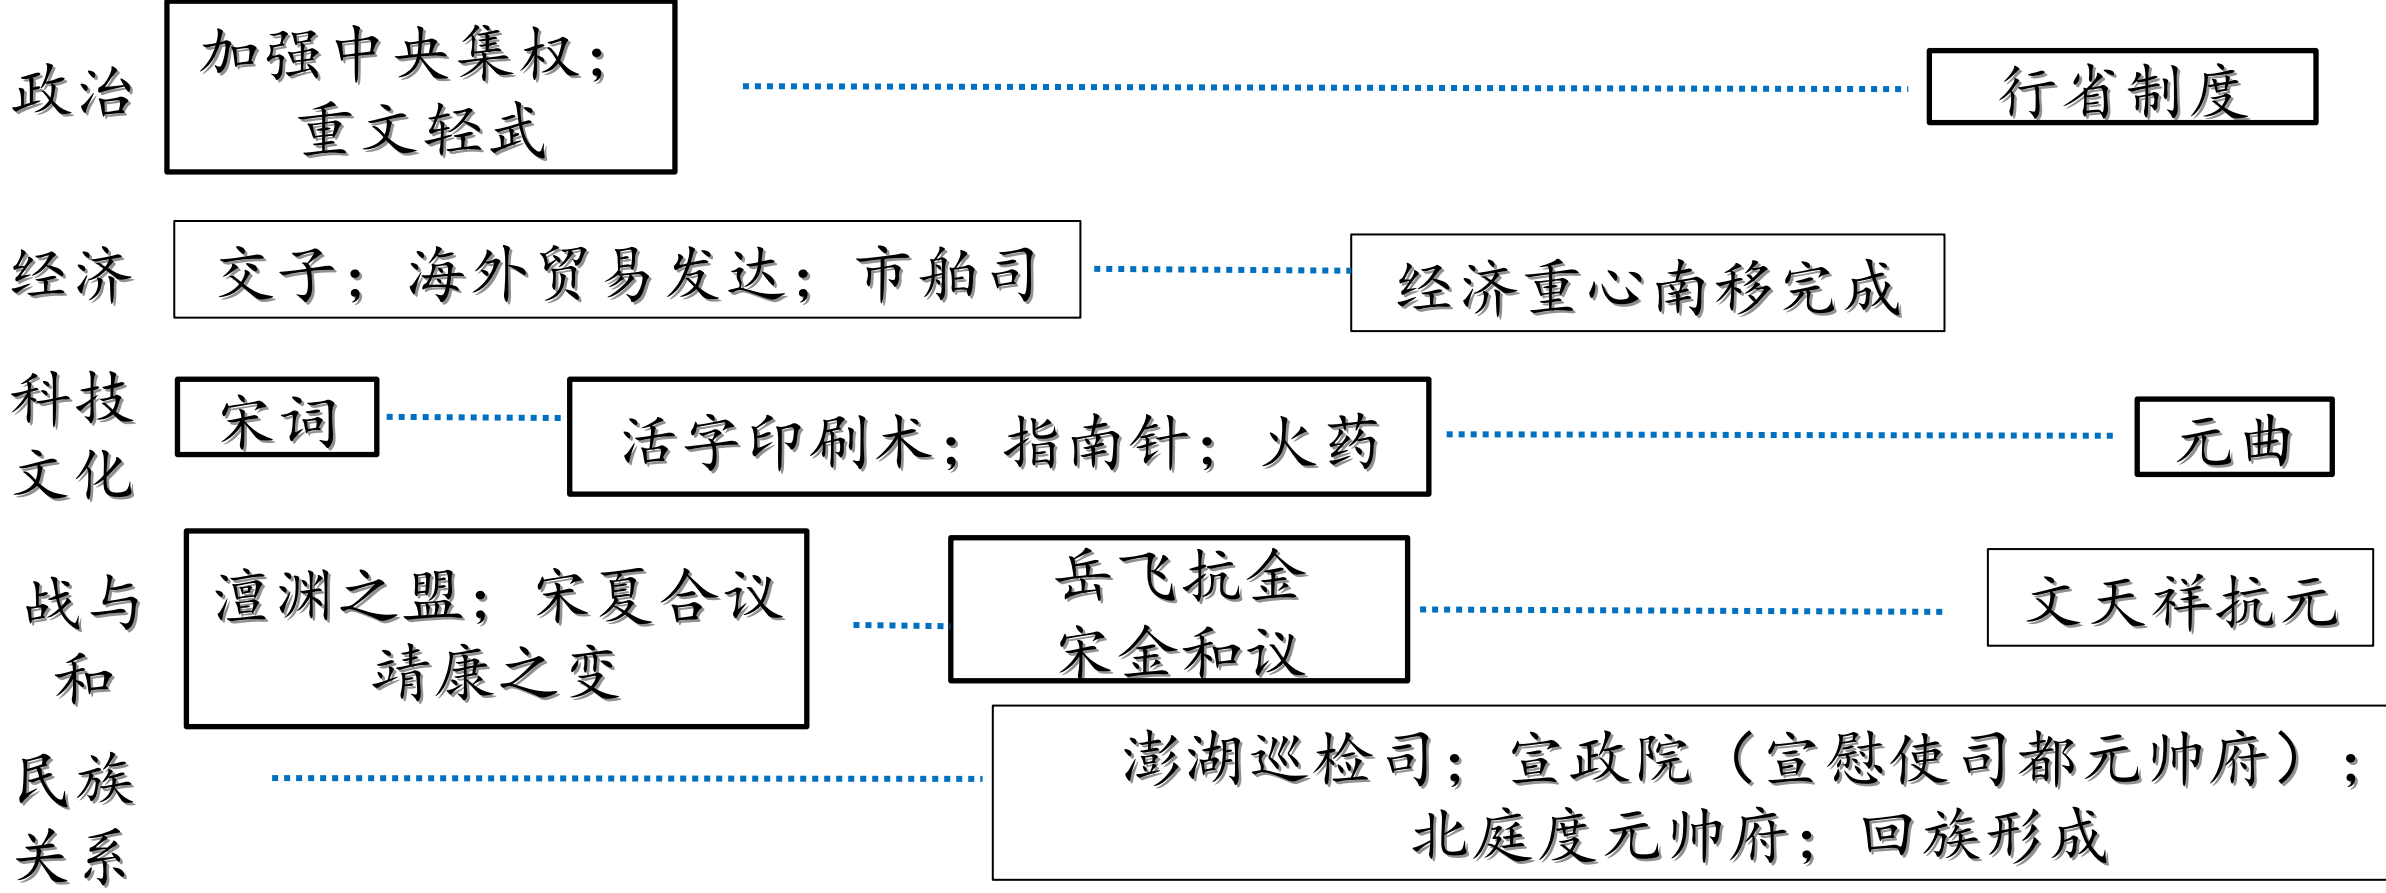 政治
加强中央集权；
重文轻武
行省制度
经济
交子；海外贸易发达；市舶司
经济重心南移完成
科技
文化
宋词
活字印刷术；指南针；火药
元曲
战与
和
澶渊之盟；宋夏合议
靖康之变
岳飞抗金
宋金和议
文天祥抗元
民族
关系
澎湖巡检司；宣政院（宣慰使司都元帅府）；
北庭度元帅府；回族形成